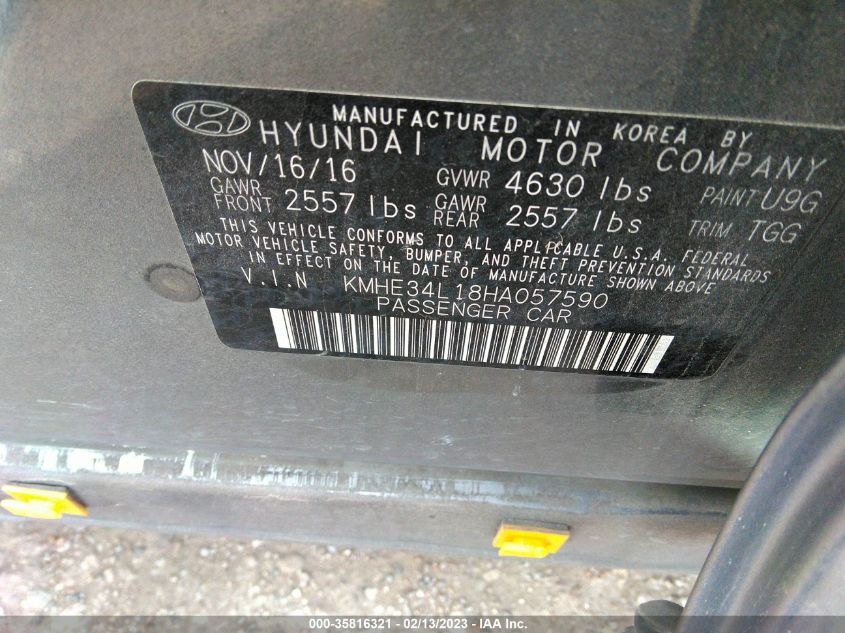 MANUFACTURED IN KOREA BY
HYUNDAI MOTOR COMPANY
NOV/16/16 GVWR 4630 lbs PAINT U9G
GAWR FRONT 2557 lbs GAWR REAR 2557 lbs TRIM TGG
THIS VEHICLE CONFORMS TO ALL APPLICABLE U.S.A. FEDERAL
MOTOR VEHICLE SAFETY, BUMPER, AND THEFT PREVENTION STANDARDS
IN EFFECT ON THE DATE OF MANUFACTURE SHOWN ABOVE
V.I.N KMHE34L18HA057590
PASSENGER CAR
000-35816321 - 02/13/2023 - © IAA Inc.